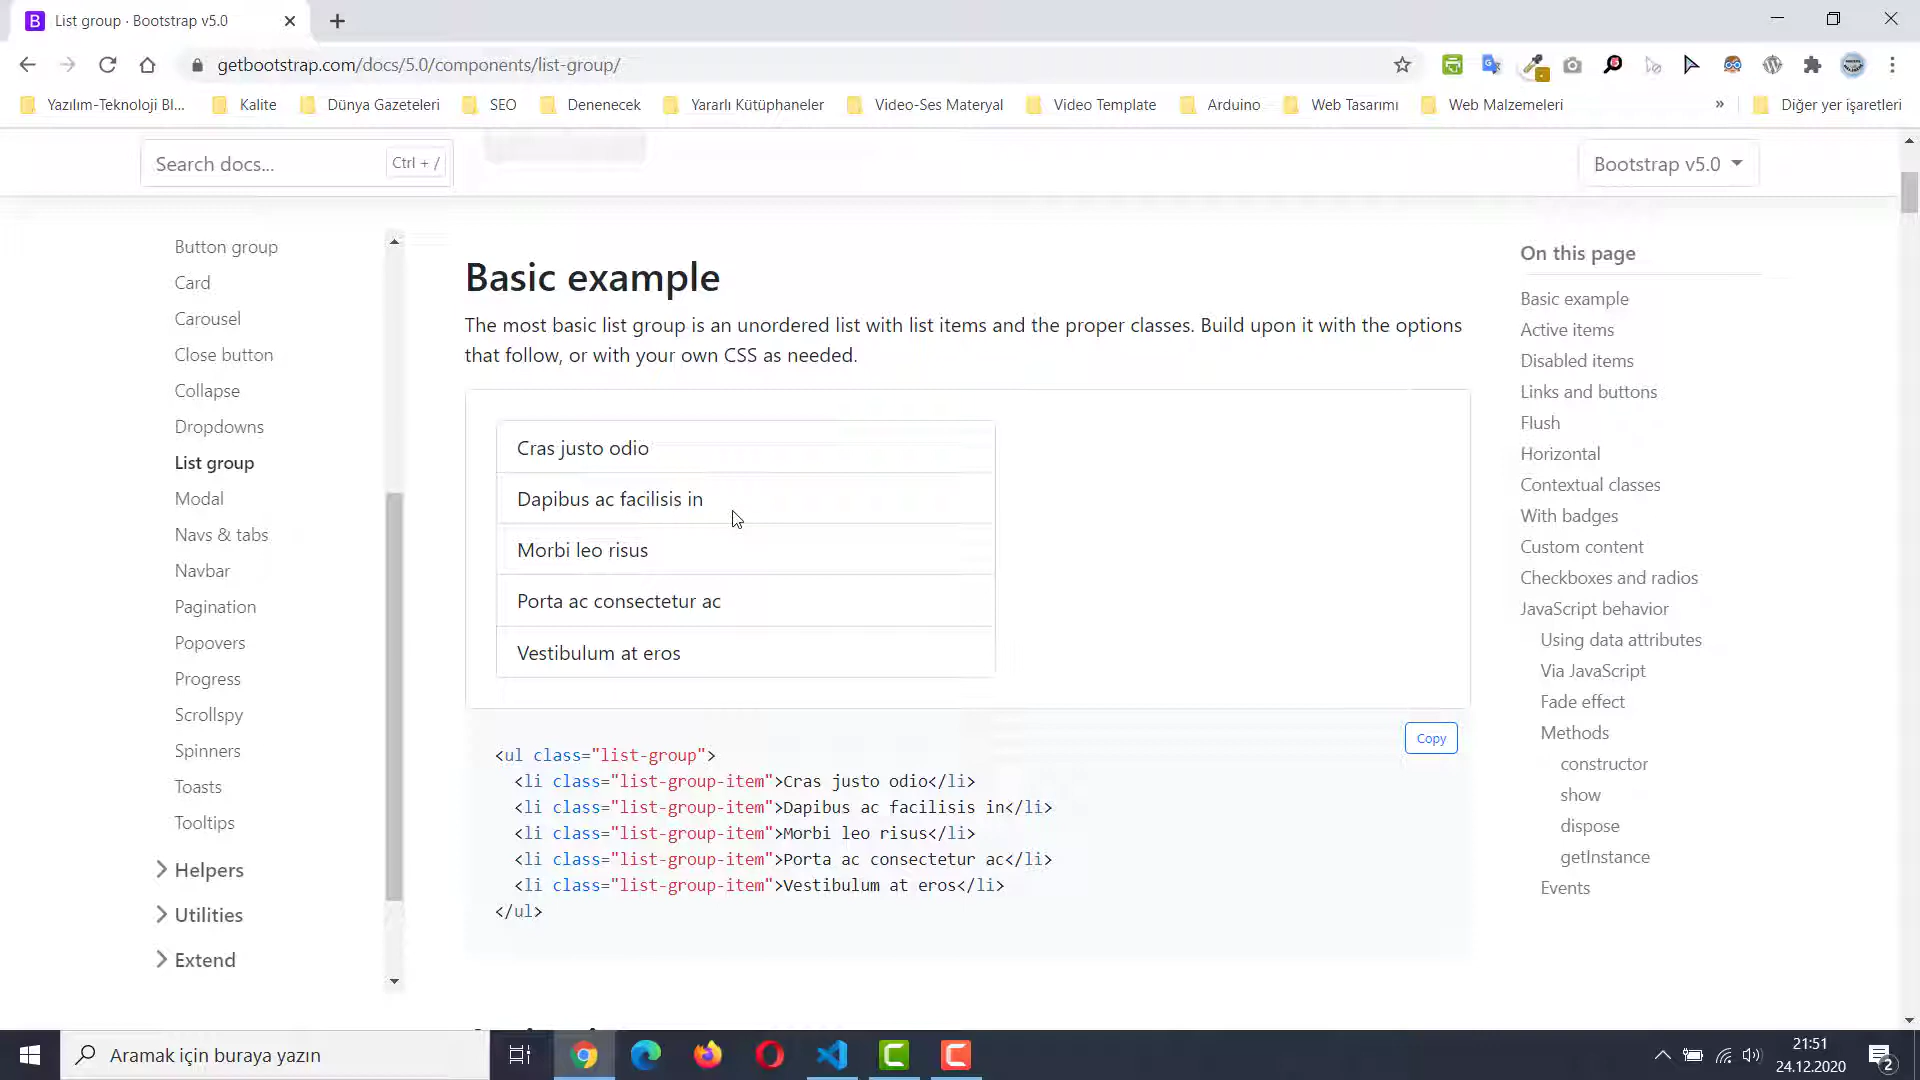 List group · Bootstrap v5.0
getbootstrap.com/docs/5.0/components/list-group/
Yazılım-Teknoloji Bl...
Kalite
Dünya Gazeteleri
SEO
Denenecek
Yararlı Kütüphaneler
Video-Ses Materyal
Video Template
Arduino
Web Tasarımı
Web Malzemeleri
»
Diğer yer işaretleri
Search docs...
Ctrl + /
Bootstrap v5.0
Button group
Card
Carousel
Close button
Collapse
Dropdowns
List group
Modal
Navs & tabs
Navbar
Pagination
Popovers
Progress
Scrollspy
Spinners
Toasts
Tooltips
Helpers
Utilities
Extend
Basic example
The most basic list group is an unordered list with list items and the proper classes. Build upon it with the options
that follow, or with your own CSS as needed.
Cras justo odio
Dapibus ac facilisis in
Morbi leo risus
Porta ac consectetur ac
Vestibulum at eros
Copy
<ul class="list-group">
<li class="list-group-item">Cras justo odio</li>
<li class="list-group-item">Dapibus ac facilisis in</li>
<li class="list-group-item">Morbi leo risus</li>
<li class="list-group-item">Porta ac consectetur ac</li>
<li class="list-group-item">Vestibulum at eros</li>
</ul>
On this page
Basic example
Active items
Disabled items
Links and buttons
Flush
Horizontal
Contextual classes
With badges
Custom content
Checkboxes and radios
JavaScript behavior
Using data attributes
Via JavaScript
Fade effect
Methods
constructor
show
dispose
getInstance
Events
Aramak için buraya yazın
21:51
24.12.2020
2